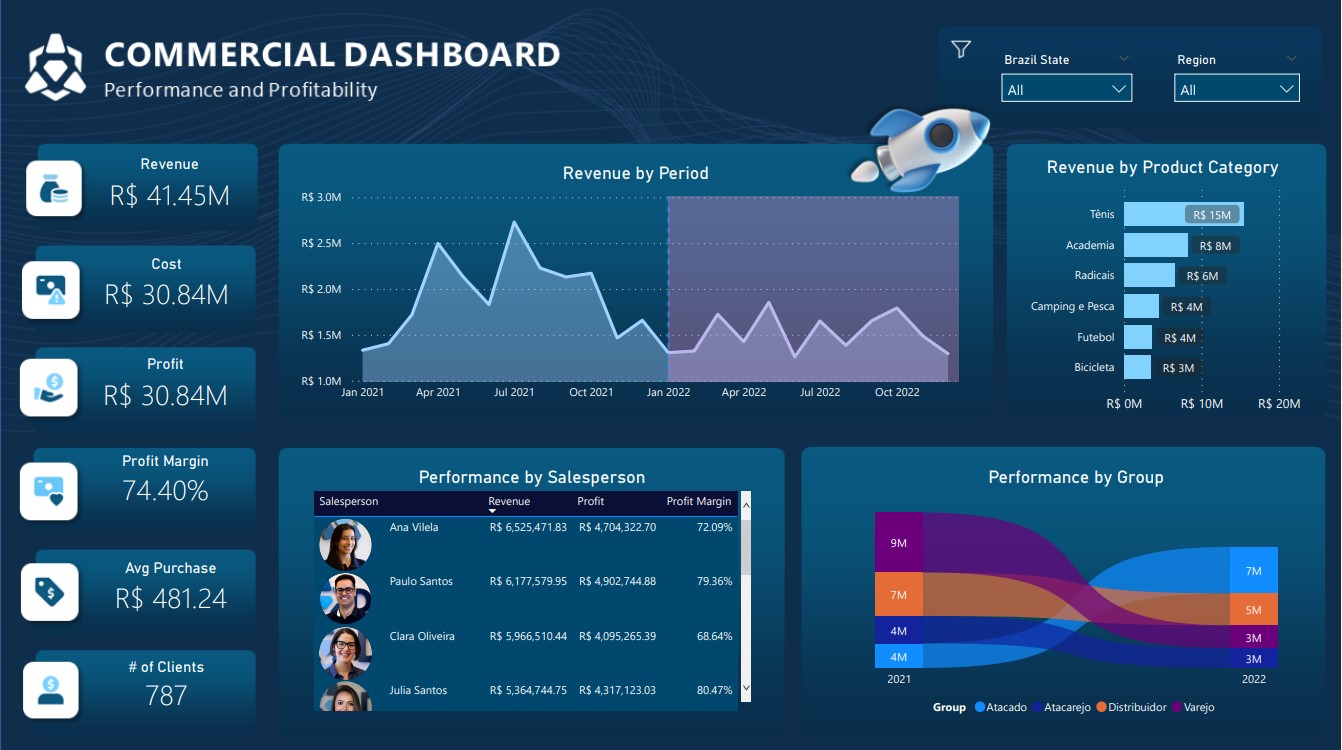 COMMERCIAL DASHBOARD
Performance and Profitability
Brazil State
All
Region
All
Revenue
R$ 41.45M
Cost
R$ 30.84M
Profit
R$ 30.84M
Profit Margin
74.40%
Avg Purchase
R$ 481.24
# of Clients
787
Revenue by Period
R$ 3.0M
R$ 2.5M
R$ 2.0M
R$ 1.5M
R$ 1.0M
Jan 2021 Apr 2021 Jul 2021 Oct 2021 Jan 2022 Apr 2022 Jul 2022 Oct 2022
Revenue by Product Category
Tênis R$ 15M
Academia R$ 8M
Radicais R$ 6M
Camping e Pesca R$ 4M
Futebol R$ 4M
Bicicleta R$ 3M
R$ 0M R$ 10M R$ 20M
Performance by Salesperson
Salesperson Revenue Profit Profit Margin
Ana Vilela R$ 6,525,471.83 R$ 4,704,322.70 72.09%
Paulo Santos R$ 6,177,579.95 R$ 4,902,744.88 79.36%
Clara Oliveira R$ 5,966,510.44 R$ 4,095,265.39 68.64%
Julia Santos R$ 5,364,744.75 R$ 4,317,123.03 80.47%
Performance by Group
9M
7M
4M
4M
2021
7M
5M
3M
3M
2022
Group Atacado Atacarejo Distribuidor Varejo